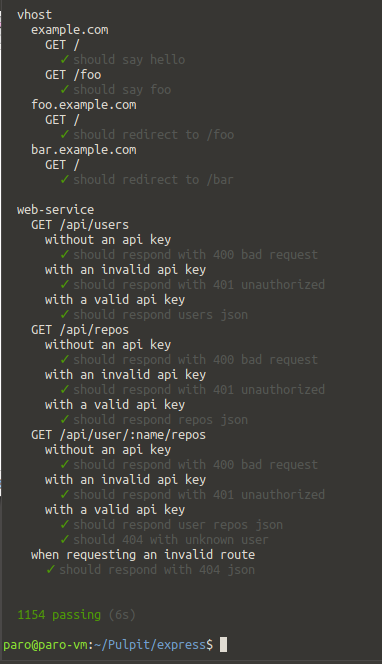 vhost
example.com
GET /
✓ should say hello
GET /foo
✓ should say foo
foo.example.com
GET /
✓ should redirect to /foo
bar.example.com
GET /
✓ should redirect to /bar
web-service
GET /api/users
without an api key
✓ should respond with 400 bad request
with an invalid api key
✓ should respond with 401 unauthorized
with a valid api key
✓ should respond users json
GET /api/repos
without an api key
✓ should respond with 400 bad request
with an invalid api key
✓ should respond with 401 unauthorized
with a valid api key
✓ should respond repos json
GET /api/user/:name/repos
without an api key
✓ should respond with 400 bad request
with an invalid api key
✓ should respond with 401 unauthorized
with a valid api key
✓ should respond user repos json
✓ should 404 with unknown user
when requesting an invalid route
✓ should respond with 404 json
1154 passing (6s)
paro@paro-vm:~/Pulpit/express$